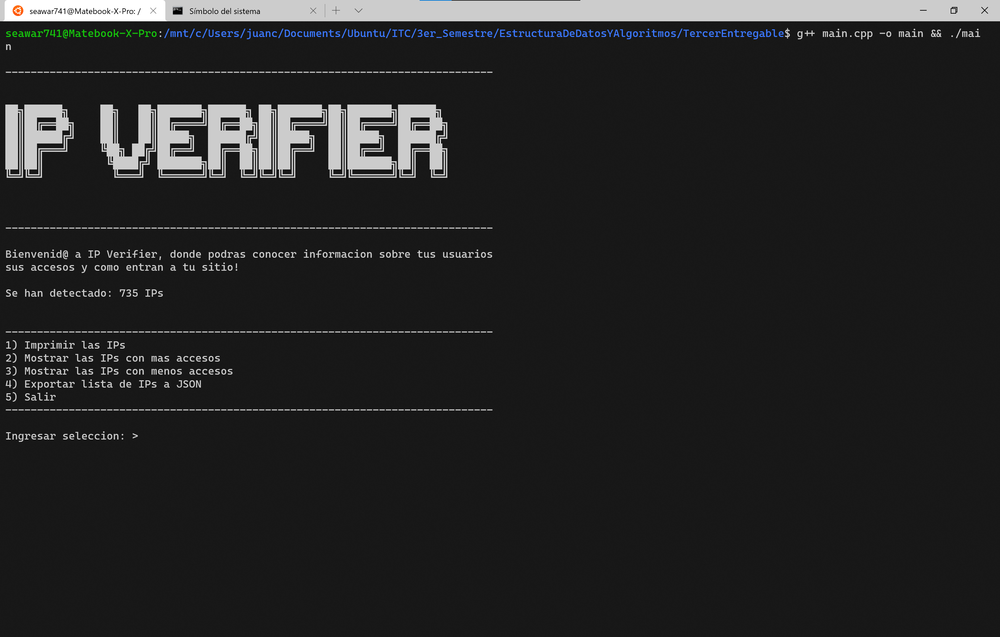 seawar741@Matebook-X-Pro: /
Símbolo del sistema
seawar741@Matebook-X-Pro:/mnt/c/Users/juanc/Documents/Ubuntu/ITC/3er_Semestre/EstructuraDeDatosYAlgoritmos/TercerEntregable$ g++ main.cpp -o main && ./mai
n
-----------------------------------------------------------------------------
IP VERIFIER
-----------------------------------------------------------------------------
Bienvenid@ a IP Verifier, donde podras conocer informacion sobre tus usuarios
sus accesos y como entran a tu sitio!
Se han detectado: 735 IPs
-----------------------------------------------------------------------------
1) Imprimir las IPs
2) Mostrar las IPs con mas accesos
3) Mostrar las IPs con menos accesos
4) Exportar lista de IPs a JSON
5) Salir
-----------------------------------------------------------------------------
Ingresar seleccion: >